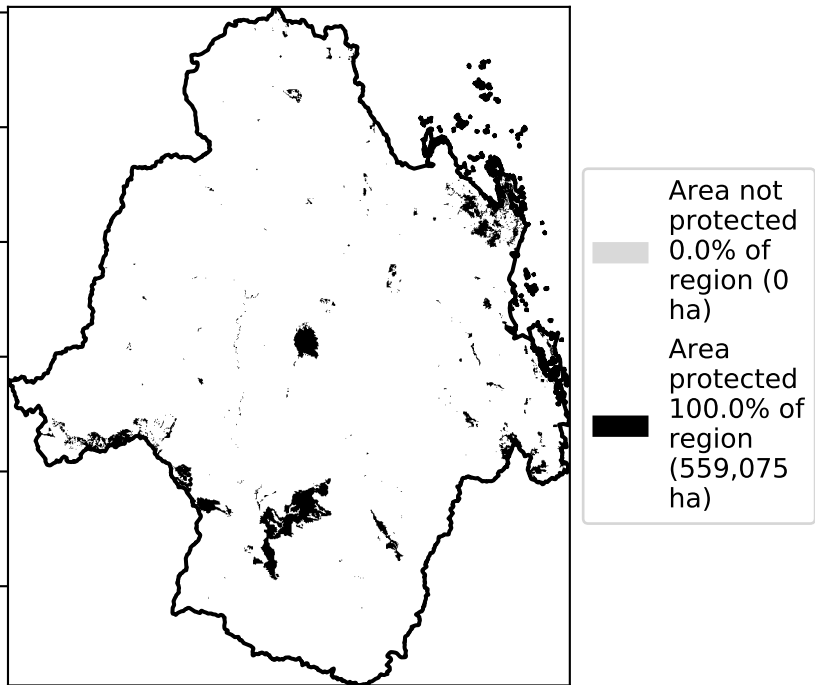 Area not
protected
0.0% of
region (0
ha)
Area
protected
100.0% of
region
(559,075
ha)